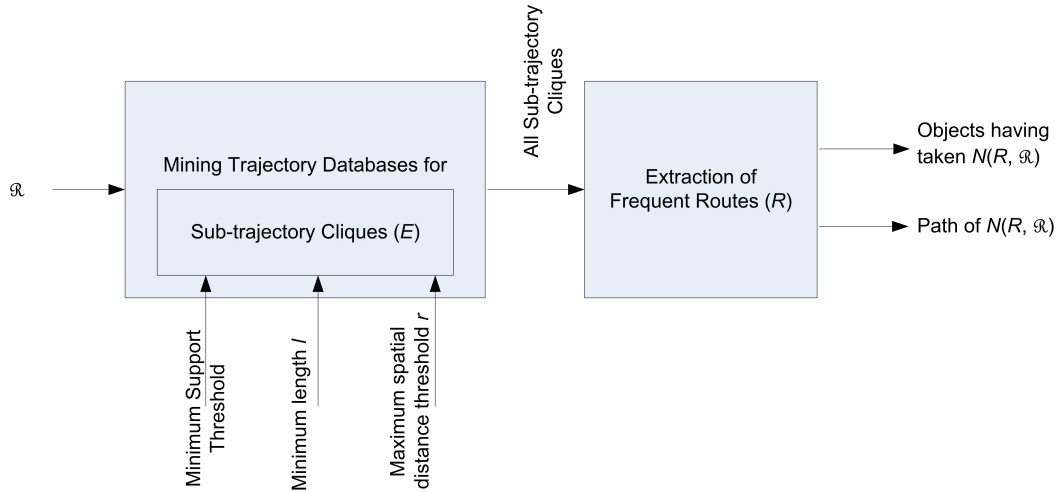 ℛ
Mining Trajectory Databases for
Sub-trajectory Cliques (E)
Minimum Support
Threshold
Minimum length l
Maximum spatial
distance threshold r
All Sub-trajectory
Cliques
Extraction of
Frequent Routes (R)
Objects having
taken N(R, ℛ)
Path of N(R, ℛ)